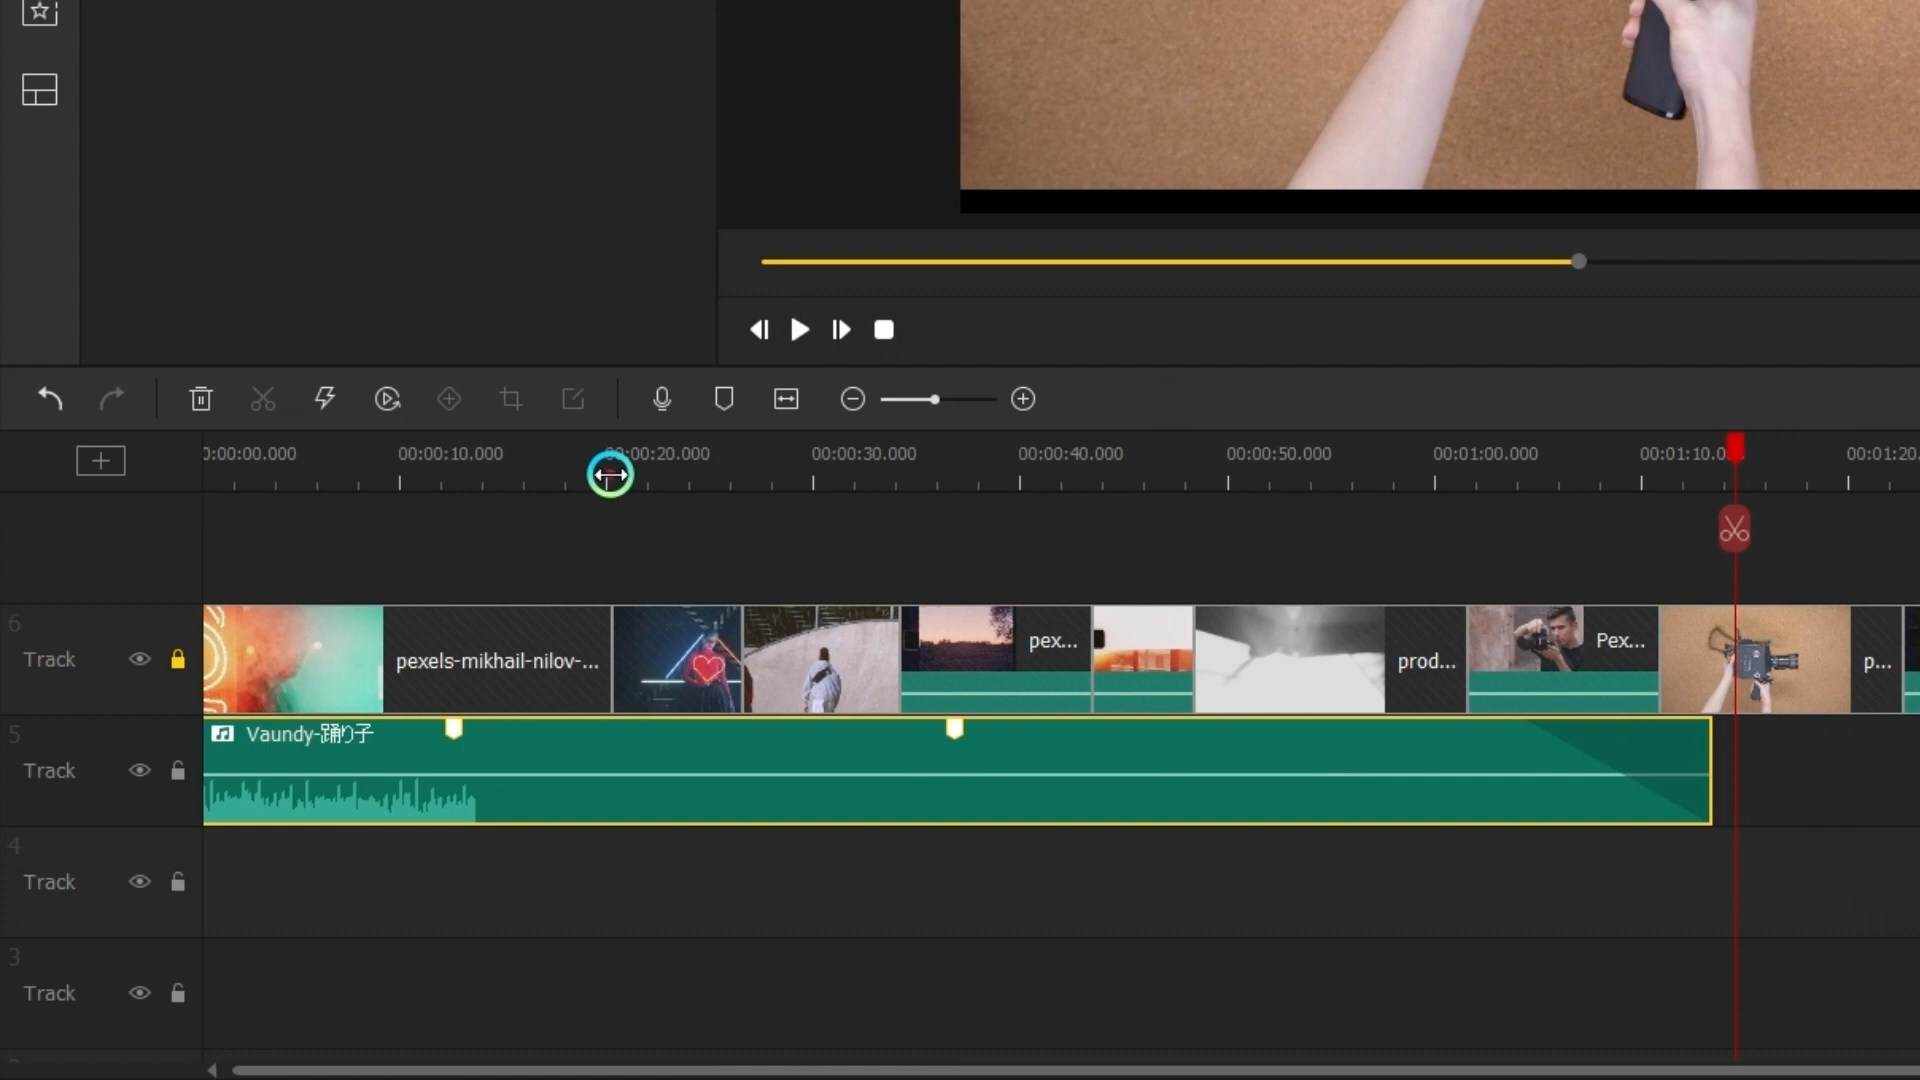 0:00:00.000 00:00:10.000 00:00:20.000 00:00:30.000 00:00:40.000 00:00:50.000 00:01:00.000 00:01:10.0 00:01:20.
6
Track
pexels-mikhail-nilov-... pex... prod... Pex... p...
5
Track
Vaundy-踊り子
4
Track
3
Track